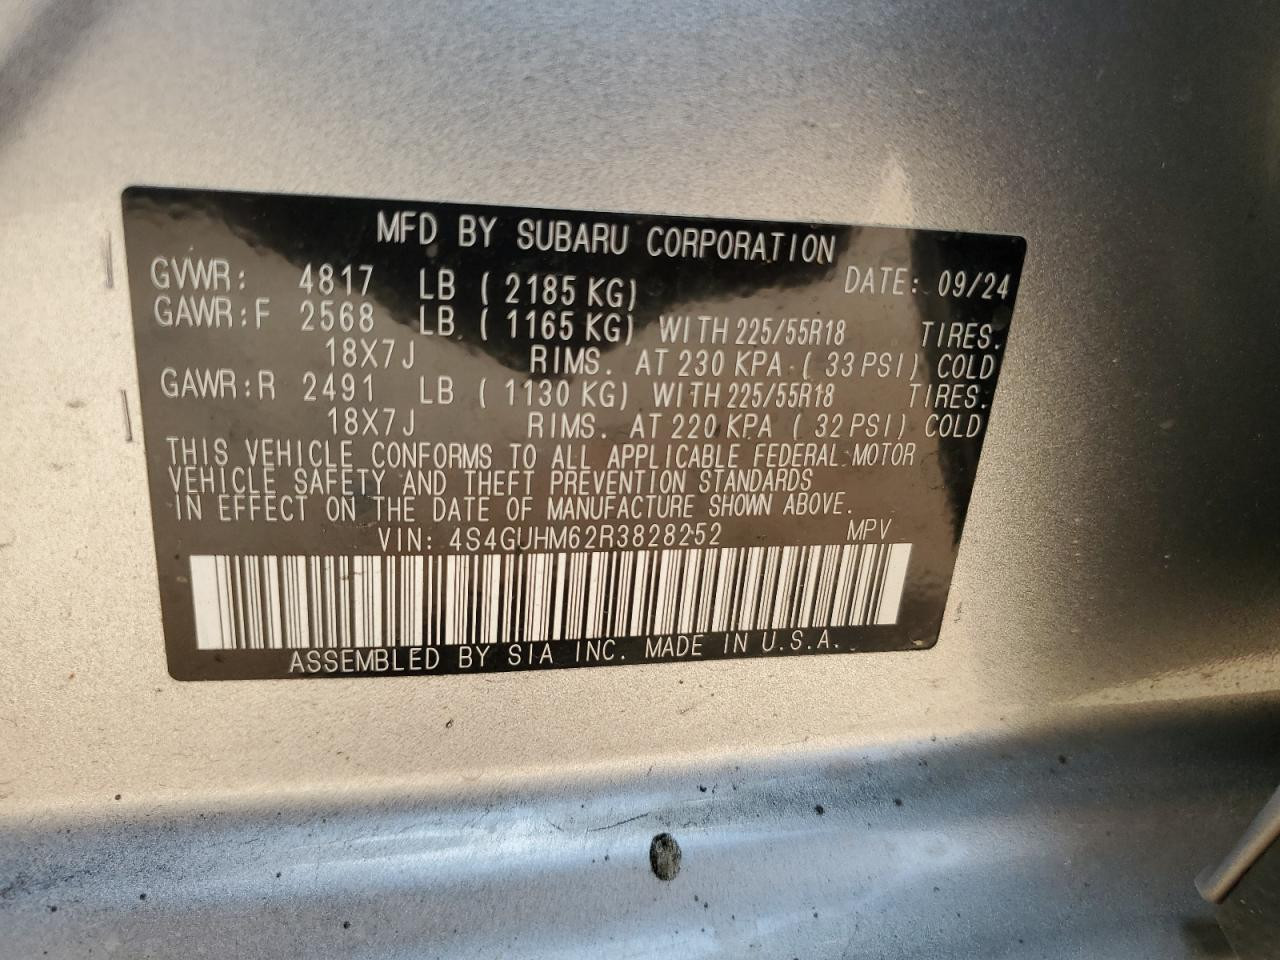 MFD BY SUBARU CORPORATION
GVWR: 4817 LB ( 2185 KG) DATE: 09/24
GAWR:F 2568 LB. ( 1165 KG) WITH 225/55R18 TIRES.
18X7J RIMS. AT 230 KPA ( 33 PSI) COLD
GAWR:R 2491 LB ( 1130 KG) WITH 225/55R18 TIRES.
18X7J RIMS. AT 220 KPA ( 32 PSI) COLD
THIS VEHICLE CONFORMS TO ALL APPLICABLE FEDERAL MOTOR
VEHICLE SAFETY AND THEFT PREVENTION STANDARDS
IN EFFECT ON THE DATE OF MANUFACTURE SHOWN ABOVE.
VIN: 4S4GUHM62R3828252 MPV
ASSEMBLED BY SIA INC. MADE IN U.S.A.